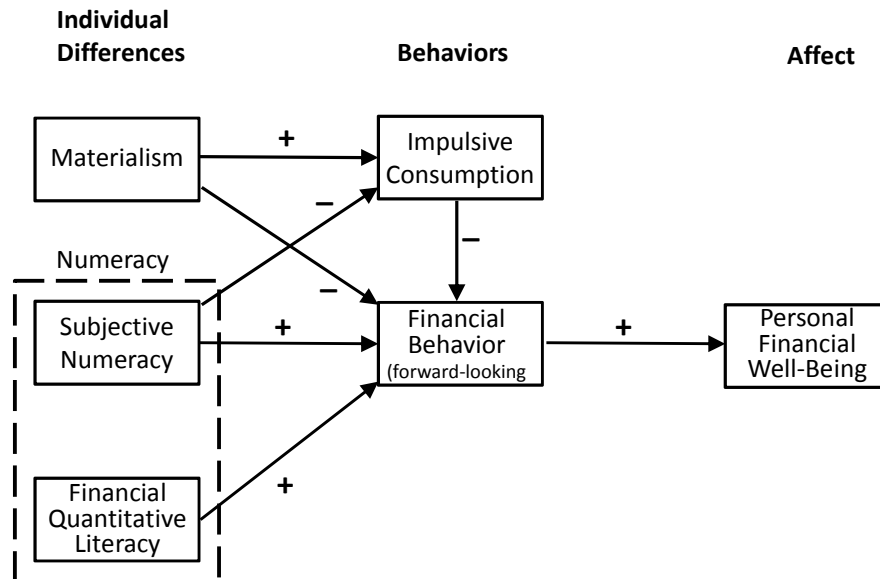 Individual
Differences
Behaviors
Affect
Materialism
+
Impulsive
Consumption
–
–
Numeracy
–
Subjective
Numeracy
+
Financial
Behavior
(forward-looking
+
Personal
Financial
Well-Being
+
Financial
Quantitative
Literacy